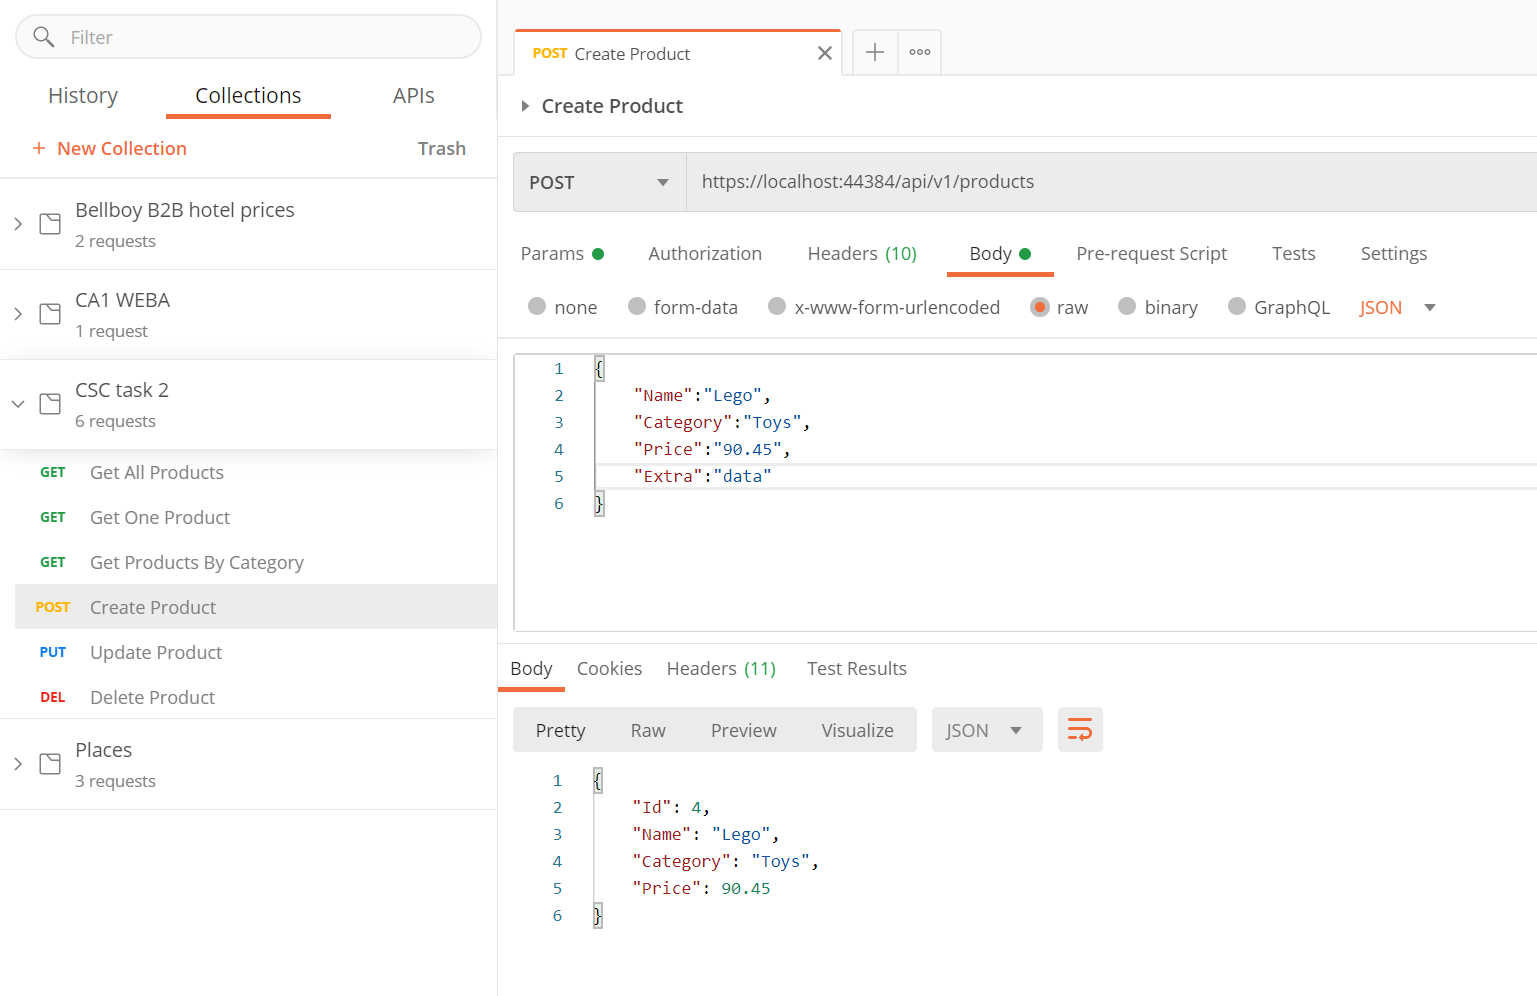 Filter
History Collections APIs
+ New Collection Trash
Bellboy B2B hotel prices
2 requests
CA1 WEBA
1 request
CSC task 2
6 requests
GET Get All Products
GET Get One Product
GET Get Products By Category
POST Create Product
PUT Update Product
DEL Delete Product
Places
3 requests
POST Create Product
Create Product
POST https://localhost:44384/api/v1/products
Params Authorization Headers (10) Body Pre-request Script Tests Settings
none form-data x-www-form-urlencoded raw binary GraphQL JSON
1 {
2 "Name":"Lego",
3 "Category":"Toys",
4 "Price":"90.45",
5 "Extra":"data"
6 }
Body Cookies Headers (11) Test Results
Pretty Raw Preview Visualize JSON
1 {
2 "Id": 4,
3 "Name": "Lego",
4 "Category": "Toys",
5 "Price": 90.45
6 }